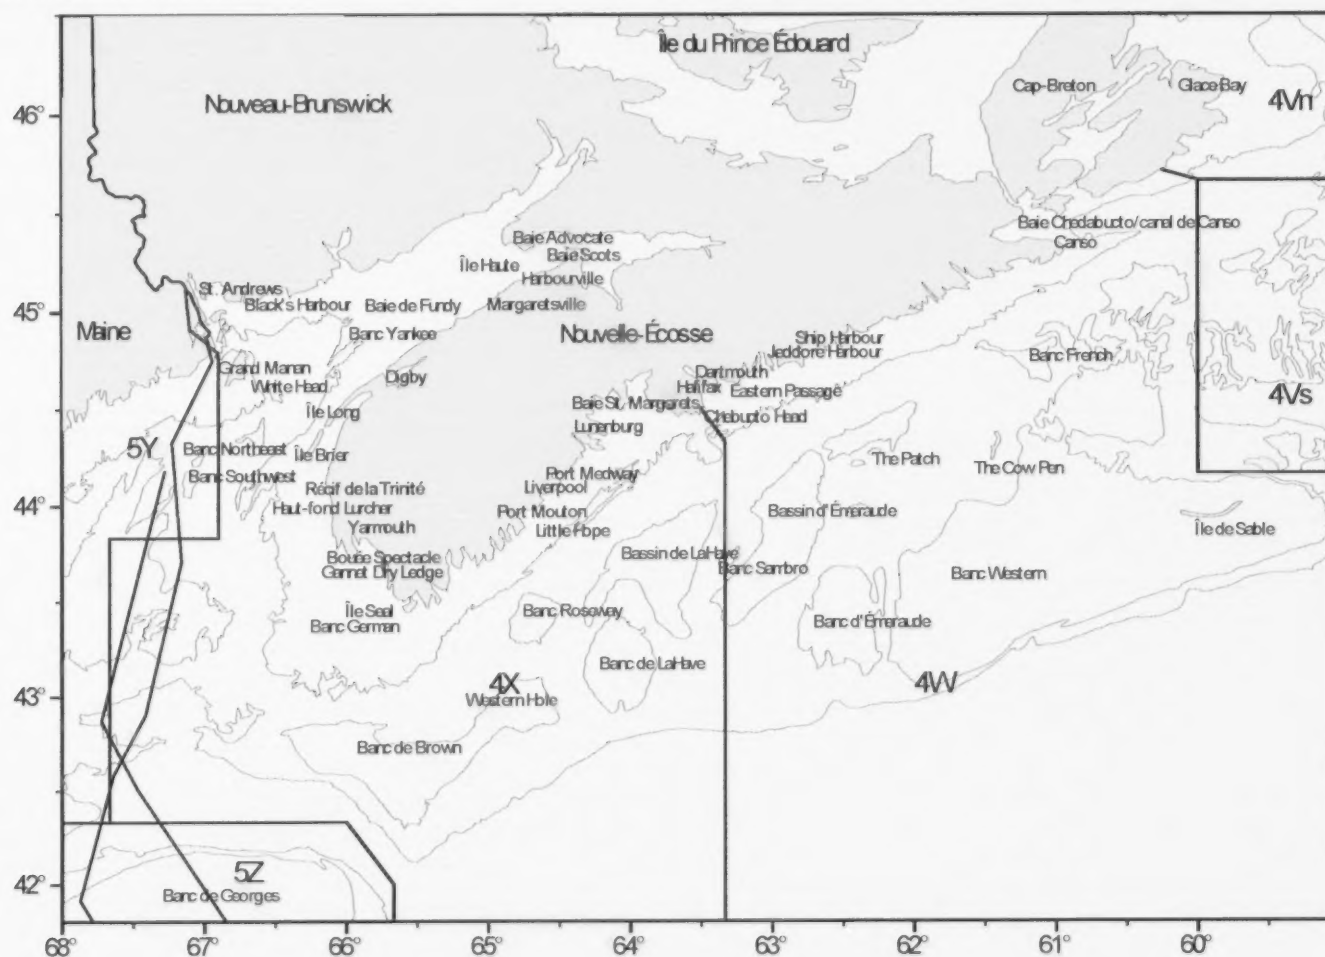 Île du Prince Édouard
Cap-Breton
Glace Bay
4Vn
Nouveau-Brunswick
46°
Baie Chedabucto/canal de Canso
Canso
Baie Advocate
Baie Scots
Île Haute
Harbourville
St. Andrews
Black's Harbour
Baie de Fundy
Margaretsville
45°
Maine
Banc Yankee
Nouvelle-Écosse
Ship Harbour
Jeddore Harbour
Banc French
Grand Manan
White Head
Digby
Dartmouth
Halifax
Eastern Passage
4Vs
Île Long
Baie St. Margarets
Chebucto Head
Lunenburg
5Y
Banc Northeast
Île Brier
The Patch
The Cow Pen
Banc Southwest
Récif de la Trinité
Port Medway
Liverpool
44°
Haut-fond Lurcher
Port Mouton
Bassin d'Émeraude
Yarmouth
Little Hope
Île de Sable
Bouée Spectacle
Bassin de LaHave
Gannet Dry Ledge
Banc Sambro
Banc Western
Île Seal
Banc Roseway
Banc German
Banc d'Émeraude
Banc de LaHave
43°
4X
4W
Western Hole
Banc de Brown
5Z
42°
Banc de Georges
68°
67°
66°
65°
64°
63°
62°
61°
60°